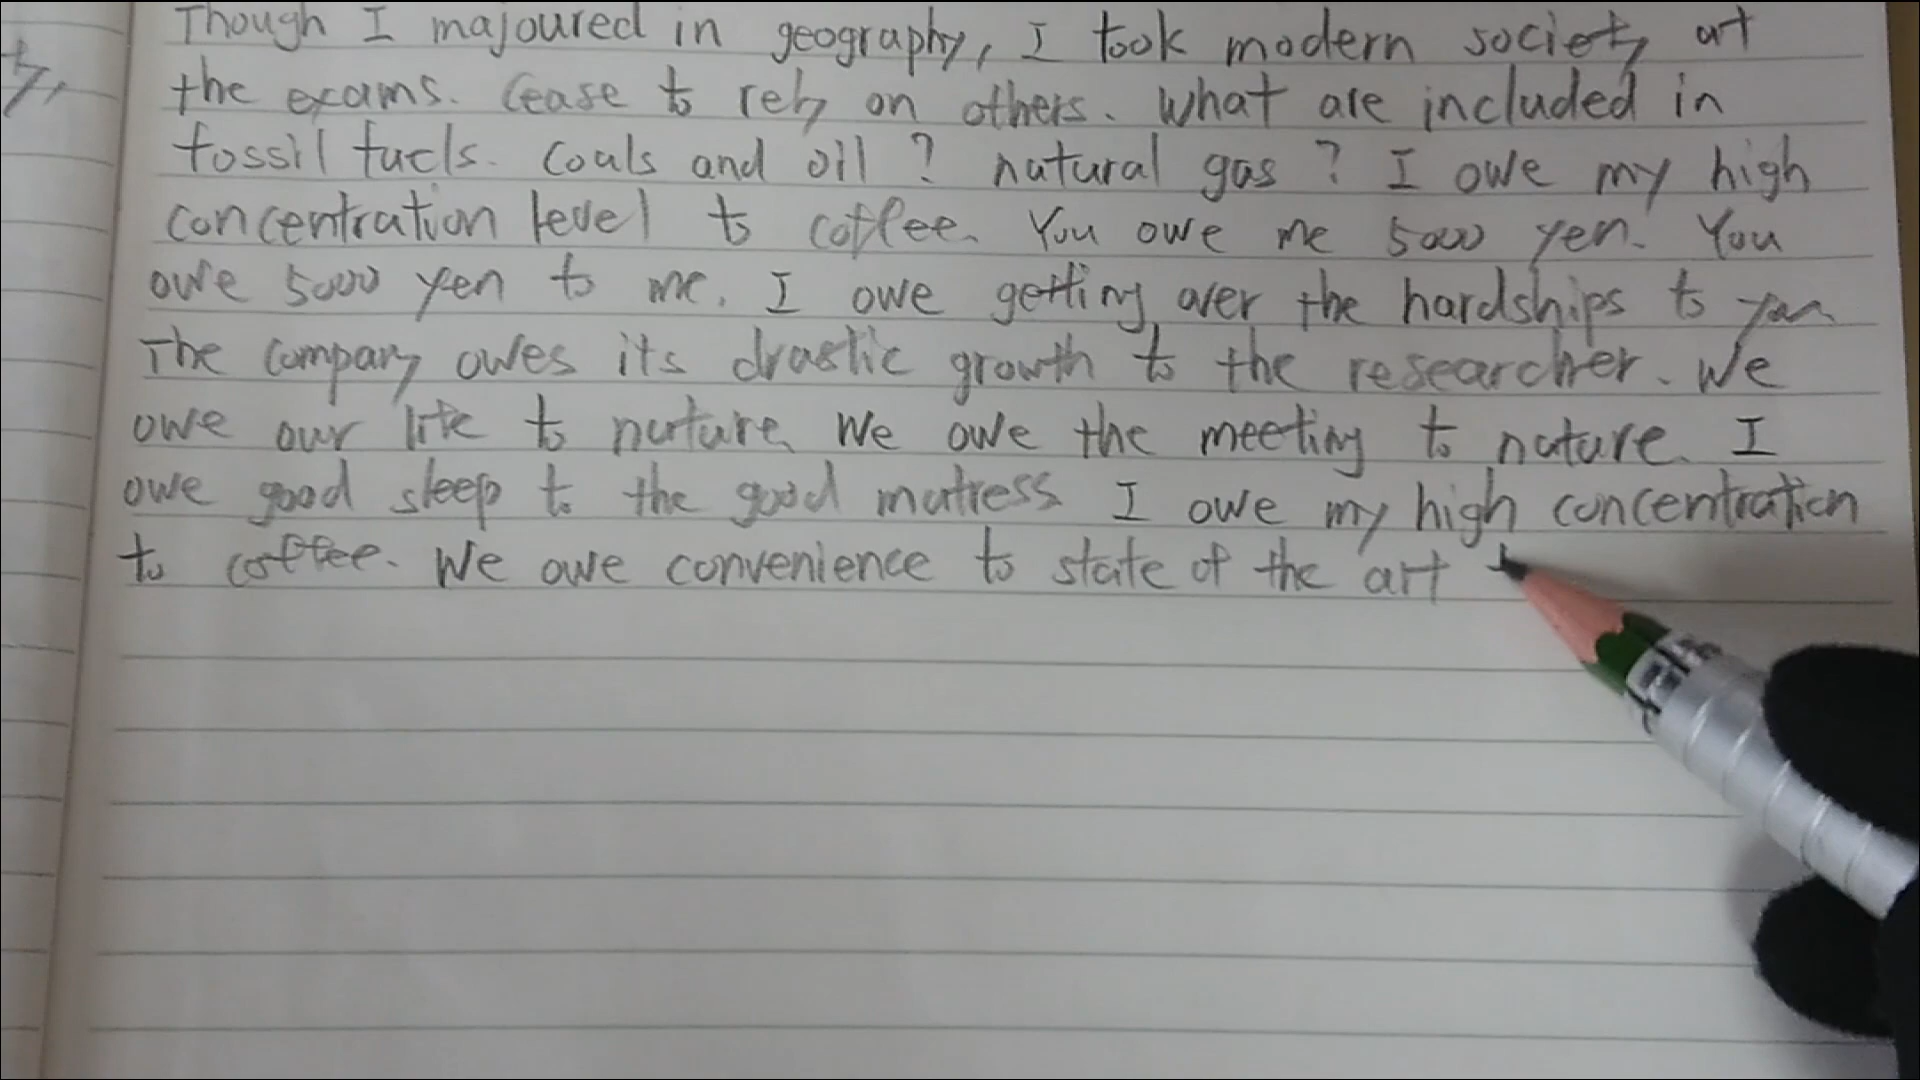 Though I majoured in geography, I took modern society at
ty,
the exams. Cease to rely on others. What are included in
fossil fuels. Coals and oil ? natural gas ? I owe my high
concentration level to coffee. You owe me 5000 yen. You
owe 5000 yen to me. I owe getting over the hardships to you
The company owes its drastic growth to the researcher. We
owe our life to nature. We owe the meeting to nature. I
owe good sleep to the good matress I owe my high concentration
to coffee. We owe convenience to state of the art